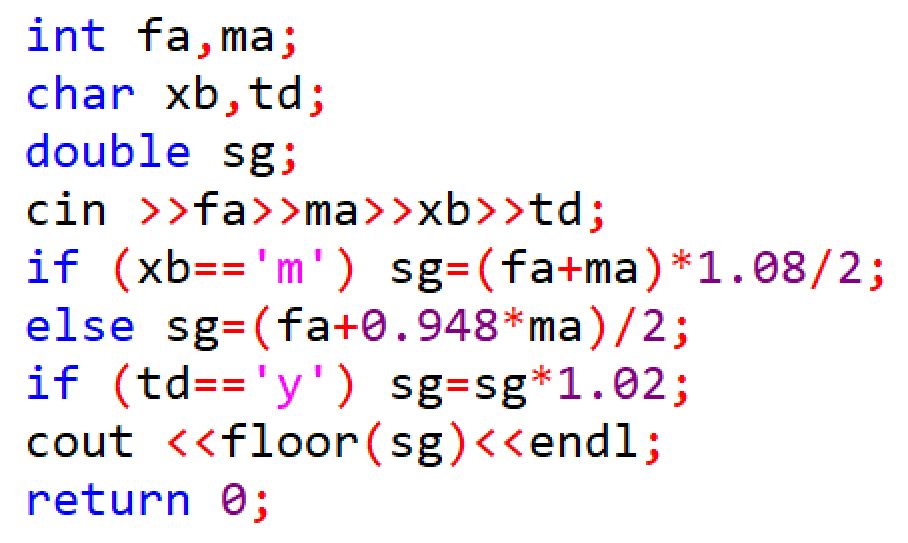 int fa,ma;
char xb,td;
double sg;
cin >>fa>>ma>>xb>>td;
if (xb=='m') sg=(fa+ma)*1.08/2;
else sg=(fa+0.948*ma)/2;
if (td=='y') sg=sg*1.02;
cout <<floor(sg)<<endl;
return 0;